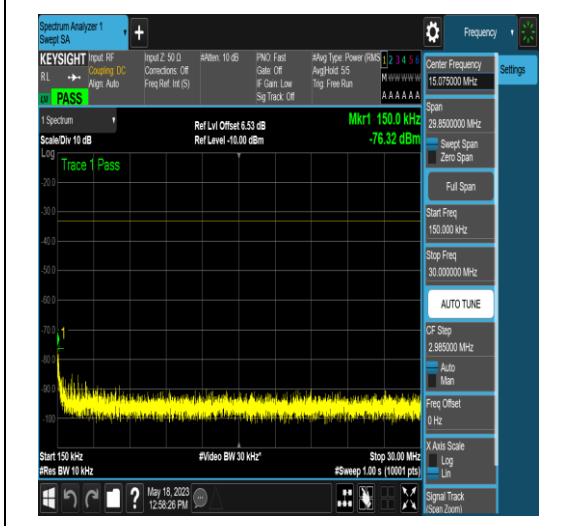 Spectrum Analyzer 1
Swept SA
Frequency
KEYSIGHT
Input: RF
Coupling: DC
Align: Auto
Input Z: 50 Ω
Corrections: Off
Freq Ref: Int (S)
#Atten: 10 dB
PNO: Fast
Gate: Off
IF Gain: Low
Sig Track: Off
#Avg Type: Power (RMS
Avg|Hold: 5/5
Trig: Free Run
1 2 3 4 5 6
M W W W W W
A A A A A A
R L
PASS
1 Spectrum
Scale/Div 10 dB
Ref Lvl Offset 6.53 dB
Ref Level -10.00 dBm
Mkr1 150.0 kHz
-76.32 dBm
Log
Trace 1 Pass
-20.0
-30.0
-40.0
-50.0
-60.0
-70.0
-80.0
-90.0
-100
1
Start 150 kHz
#Res BW 10 kHz
#Video BW 30 kHz*
Stop 30.00 MHz
#Sweep 1.00 s (10001 pts)
May 18, 2023
12:58:26 PM
Center Frequency
15.075000 MHz
Settings
Span
29.8500000 MHz
Swept Span
Zero Span
Full Span
Start Freq
150.000 kHz
Stop Freq
30.000000 MHz
AUTO TUNE
CF Step
2.985000 MHz
Auto
Man
Freq Offset
0 Hz
X Axis Scale
Log
Lin
Signal Track
(Span Zoom)